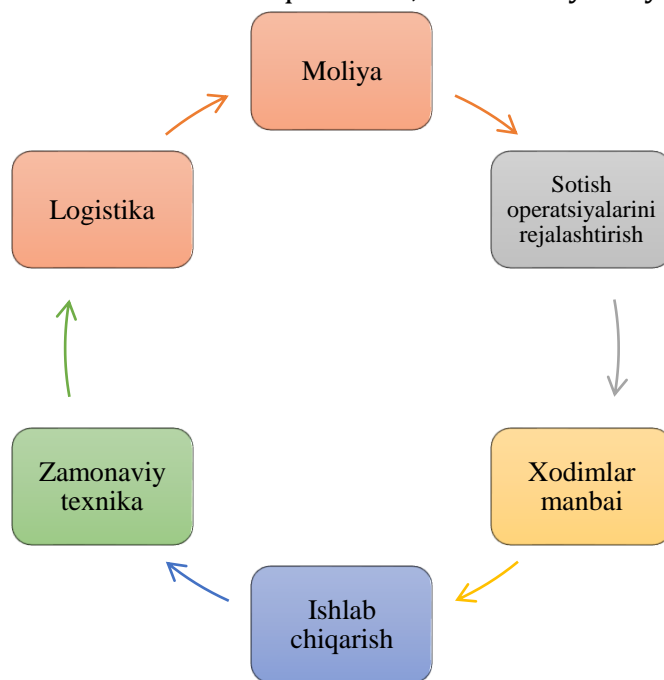 Moliya
Sotish
operatsiyalarini
rejalashtirish
Xodimlar
manbai
Ishlab
chiqarish
Zamonaviy
texnika
Logistika